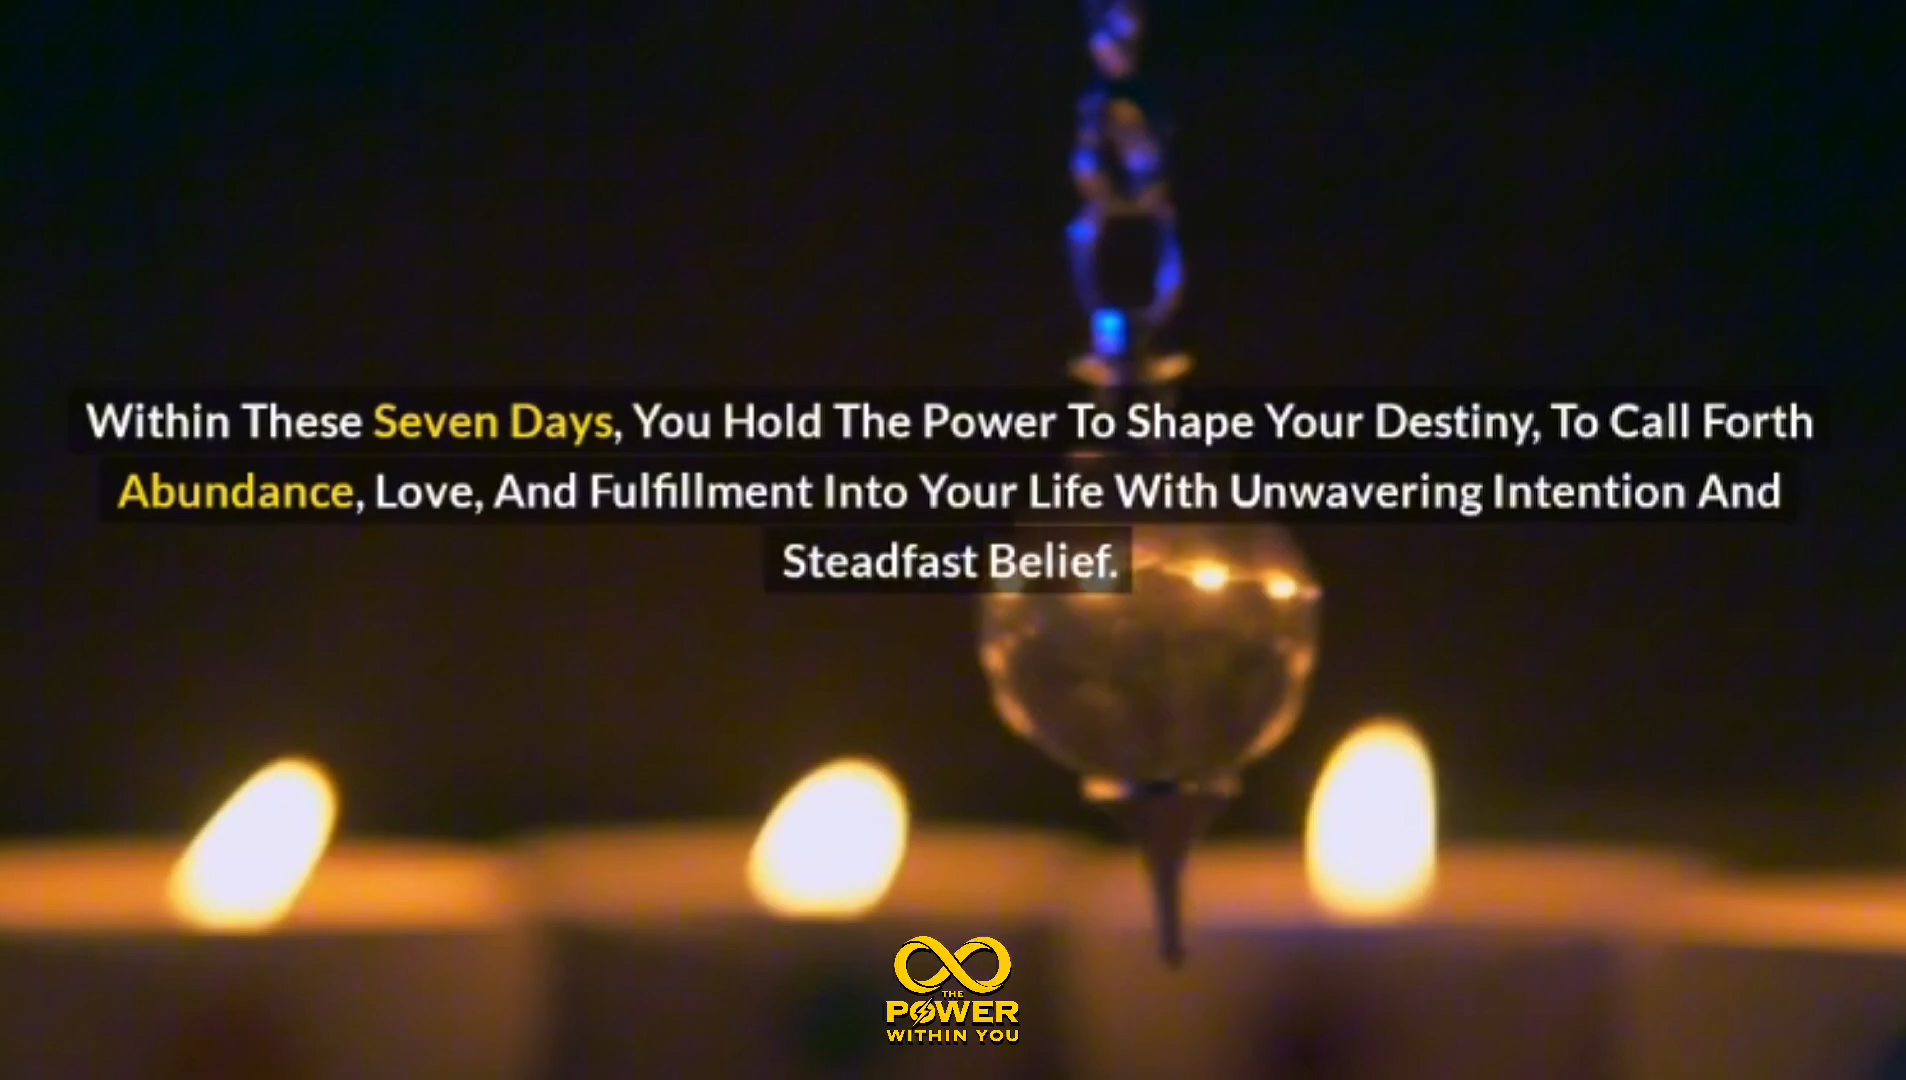 Within These Seven Days, You Hold The Power To Shape Your Destiny, To Call Forth
Abundance, Love, And Fulfillment Into Your Life With Unwavering Intention And
Steadfast Belief.
THE
POWER
WITHIN YOU